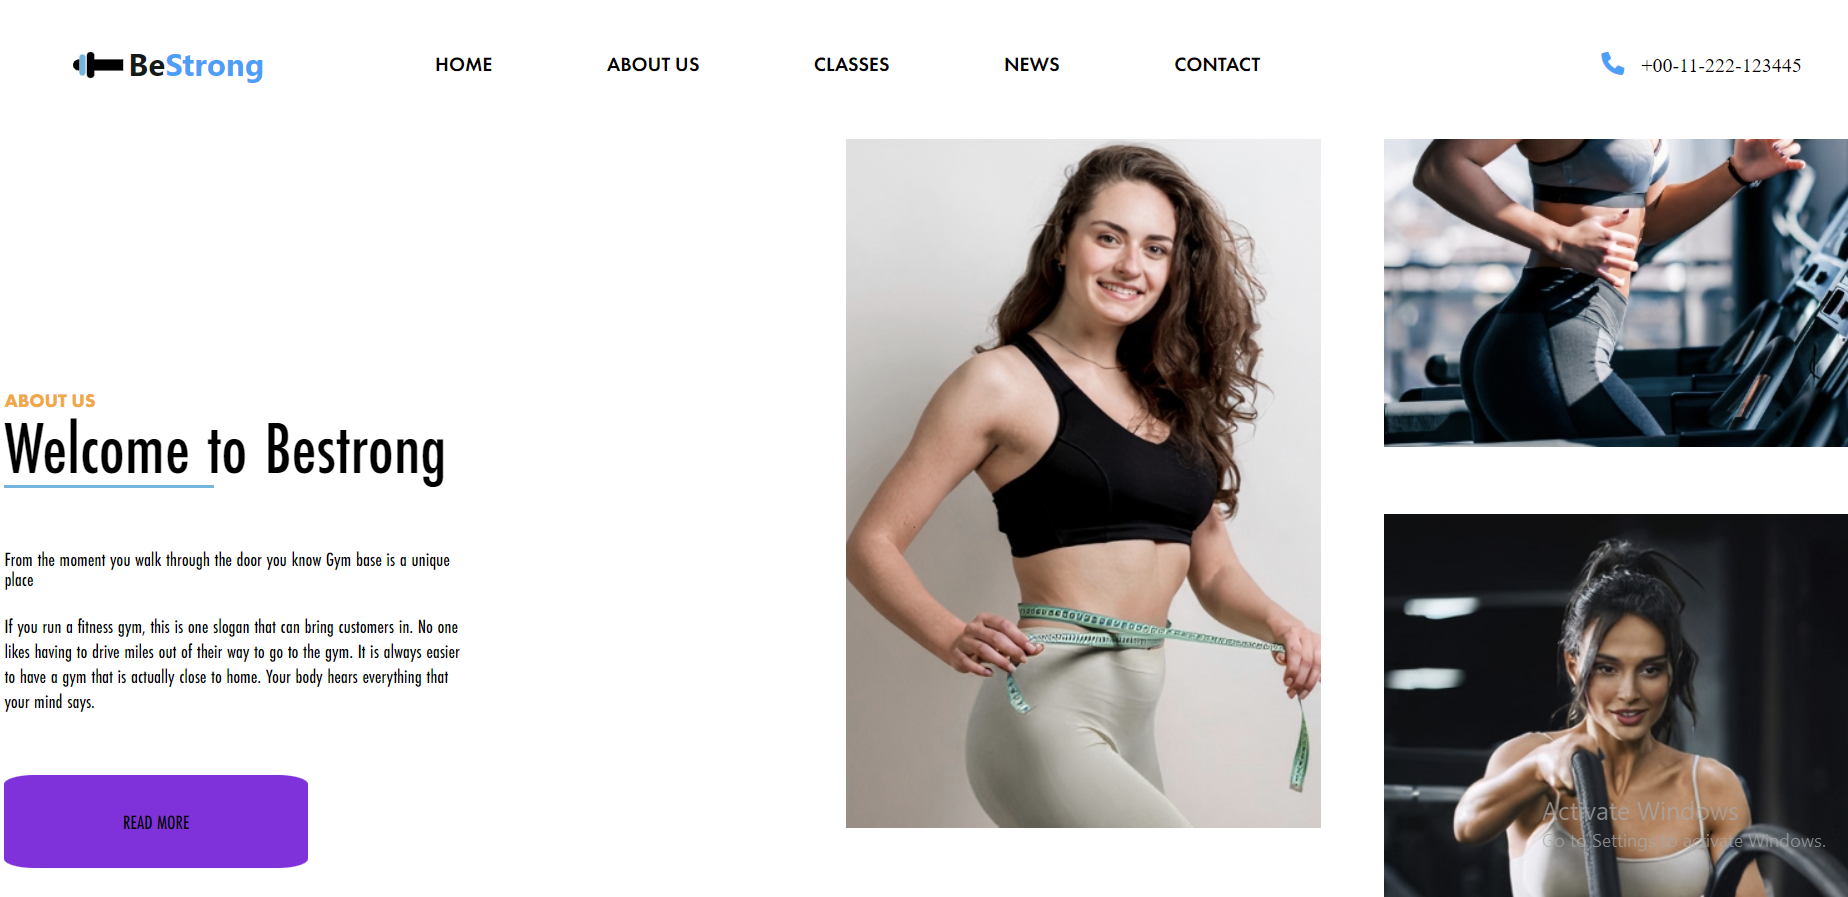 BeStrong
HOME
ABOUT US
CLASSES
NEWS
CONTACT
+00-11-222-123445
ABOUT US
Welcome to Bestrong
From the moment you walk through the door you know Gym base is a unique
place
If you run a fitness gym, this is one slogan that can bring customers in. No one
likes having to drive miles out of their way to go to the gym. It is always easier
to have a gym that is actually close to home. Your body hears everything that
your mind says.
READ MORE
Activate Windows
Go to Settings to activate Windows.